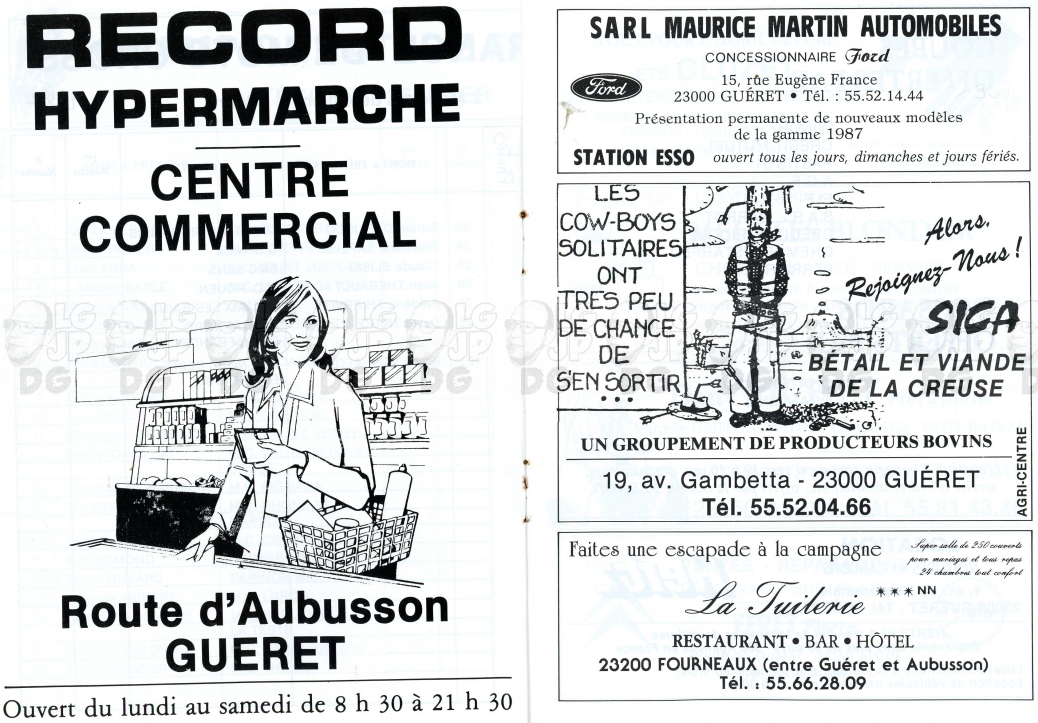 RECORD
HYPERMARCHE
CENTRE
COMMERCIAL
Route d'Aubusson
GUERET
Ouvert du lundi au samedi de 8 h 30 à 21 h 30
SARL MAURICE MARTIN AUTOMOBILES
CONCESSIONNAIRE Ford
Ford
15, rue Eugène France
23000 GUÉRET • Tél. : 55.52.14.44
Présentation permanente de nouveaux modèles
de la gamme 1987
STATION ESSO ouvert tous les jours, dimanches et jours fériés.
LES
COW-BOYS
SOLITAIRES
ONT
TRES PEU
DE CHANCE
DE
S'EN SORTIR
...
Alors,
Rejoignez-Nous !
SICA
BÉTAIL ET VIANDE
DE LA CREUSE
UN GROUPEMENT DE PRODUCTEURS BOVINS
19, av. Gambetta - 23000 GUÉRET
Tél. 55.52.04.66
AGRI-CENTRE
Faites une escapade à la campagne
Super salle de 250 couverts
pour mariages et tous repas
24 chambres tout confort
La Tuilerie ***NN
RESTAURANT • BAR • HÔTEL
23200 FOURNEAUX (entre Guéret et Aubusson)
Tél. : 55.66.28.09